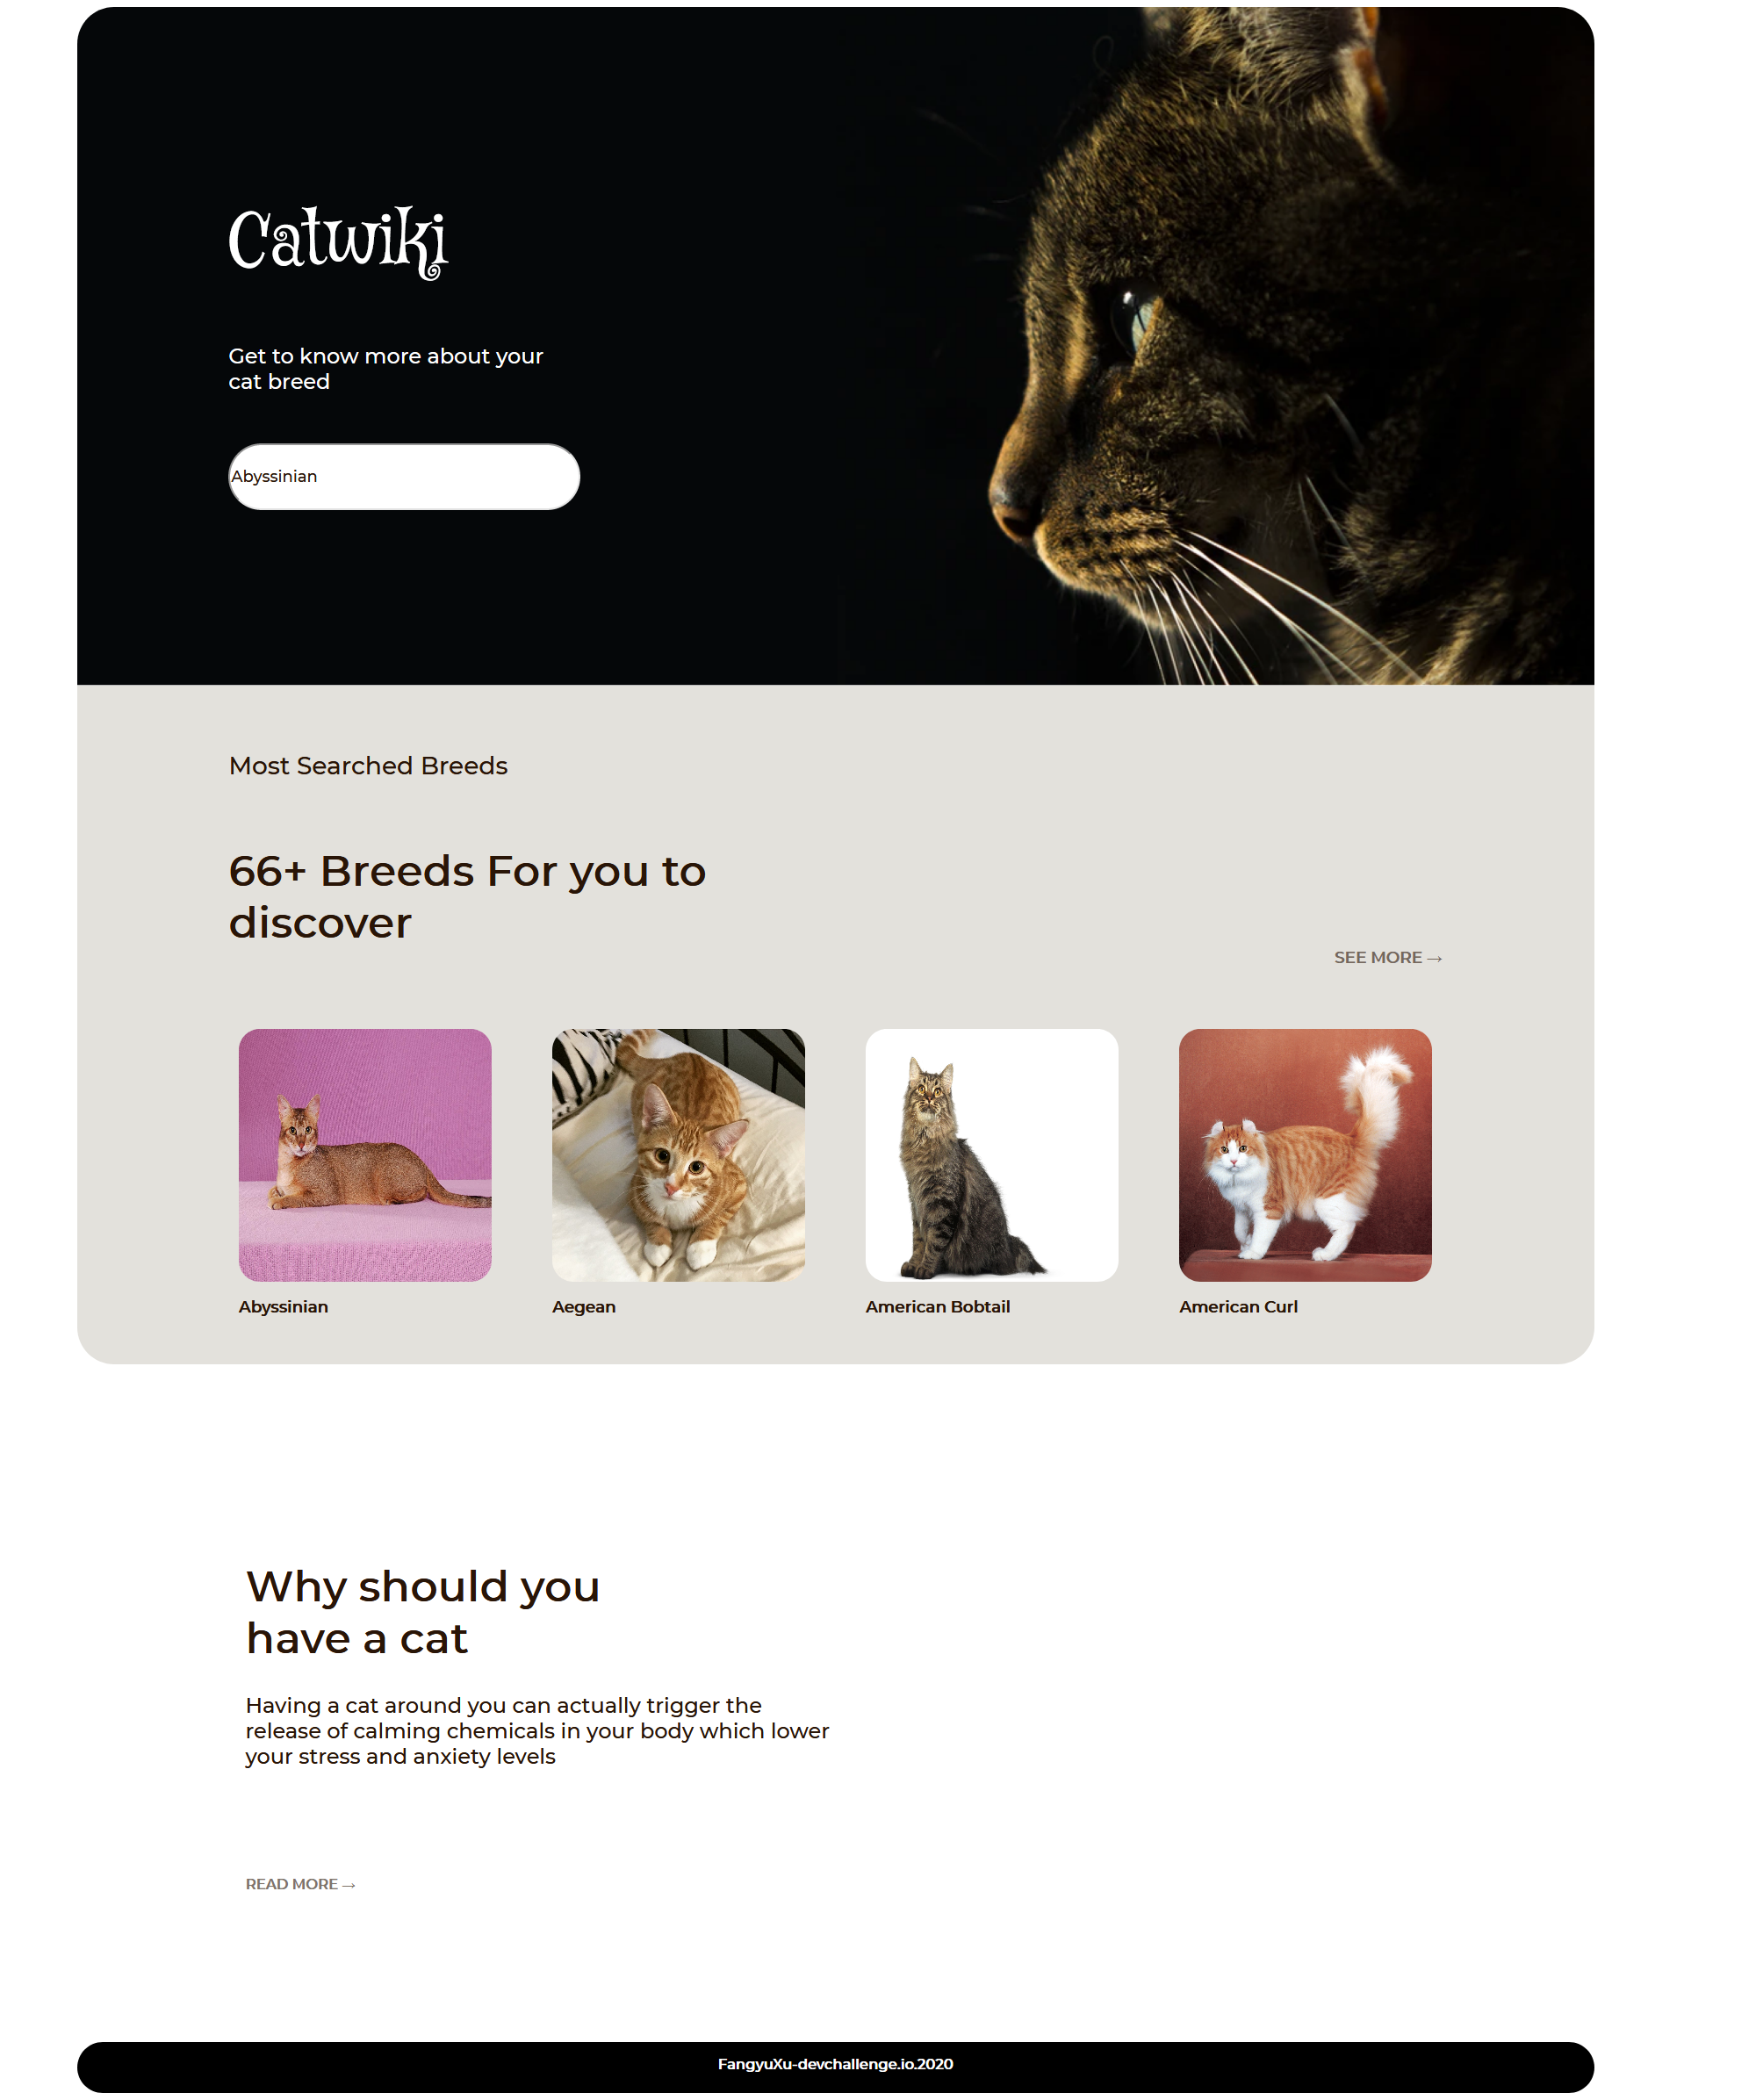 Catwiki
Get to know more about your
cat breed
Abyssinian
Most Searched Breeds
66+ Breeds For you to
discover
SEE MORE →
Abyssinian
Aegean
American Bobtail
American Curl
Why should you
have a cat
Having a cat around you can actually trigger the
release of calming chemicals in your body which lower
your stress and anxiety levels
READ MORE →
FangyuXu-devchallenge.io.2020